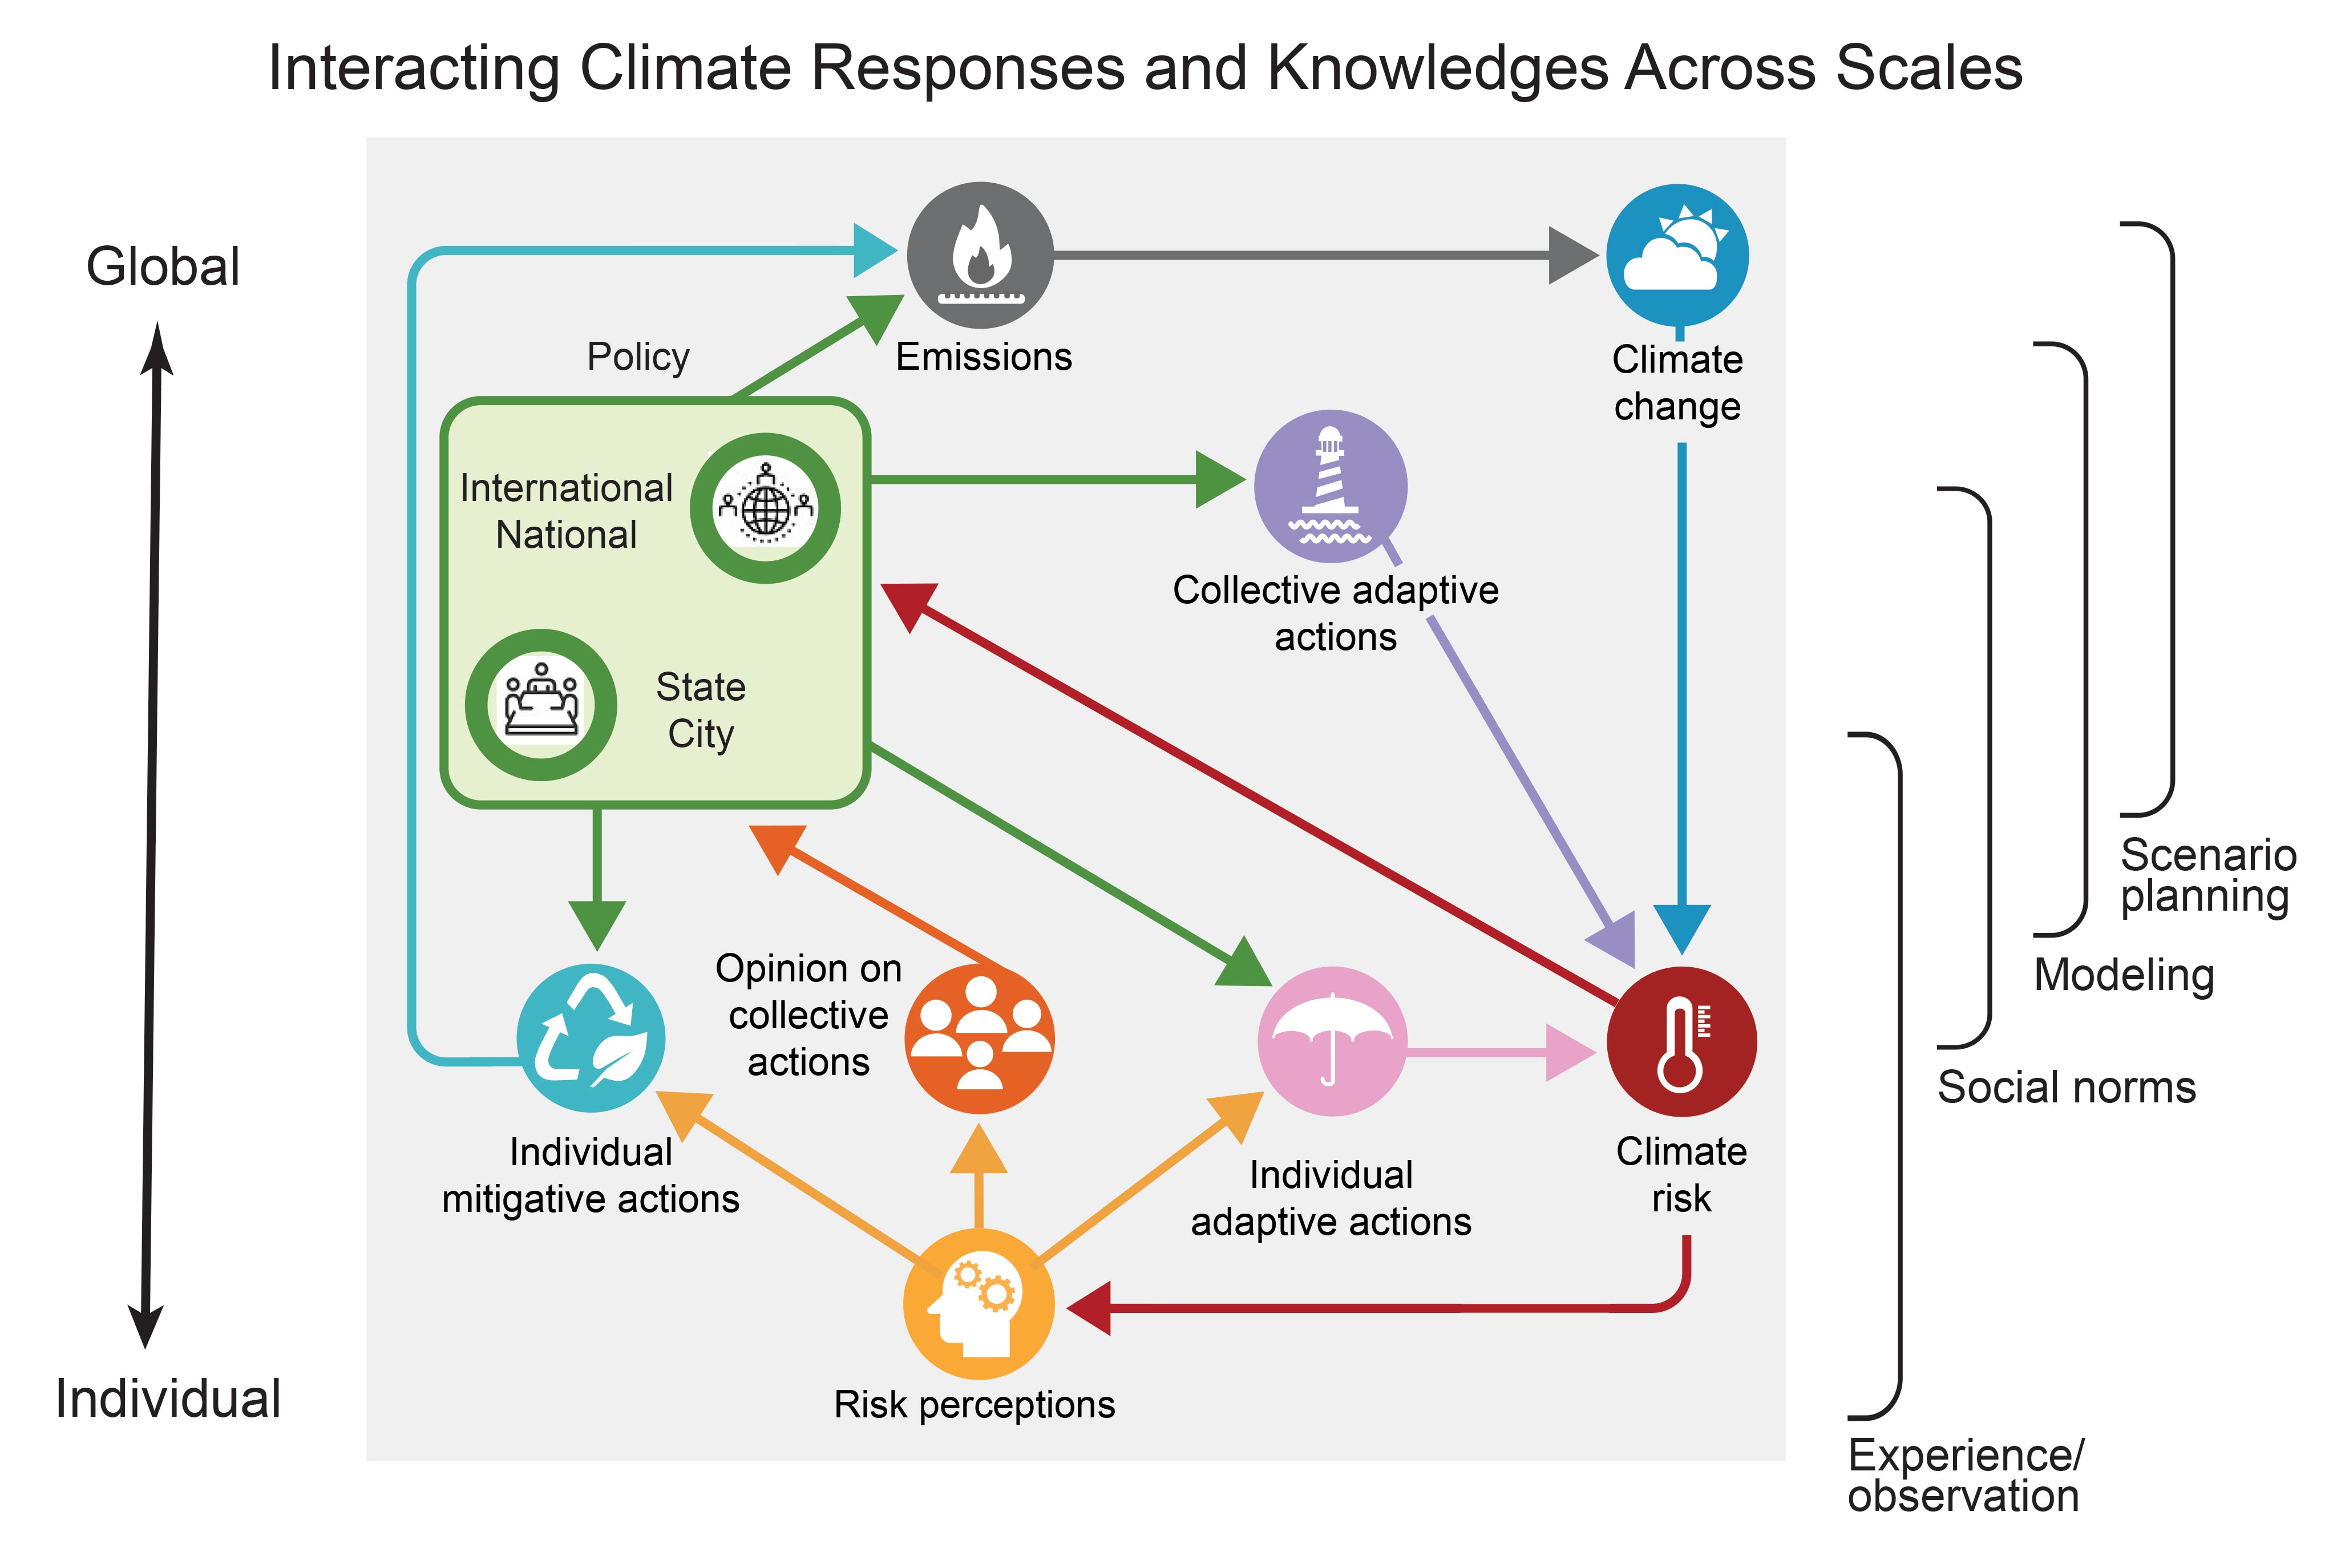 Interacting Climate Responses and Knowledges Across Scales
Global
Individual
Policy
Emissions
Climate
change
International
National
State
City
Collective adaptive
actions
Opinion on
collective
actions
Individual
mitigative actions
Individual
adaptive actions
Climate
risk
Risk perceptions
Scenario
planning
Modeling
Social norms
Experience/
observation